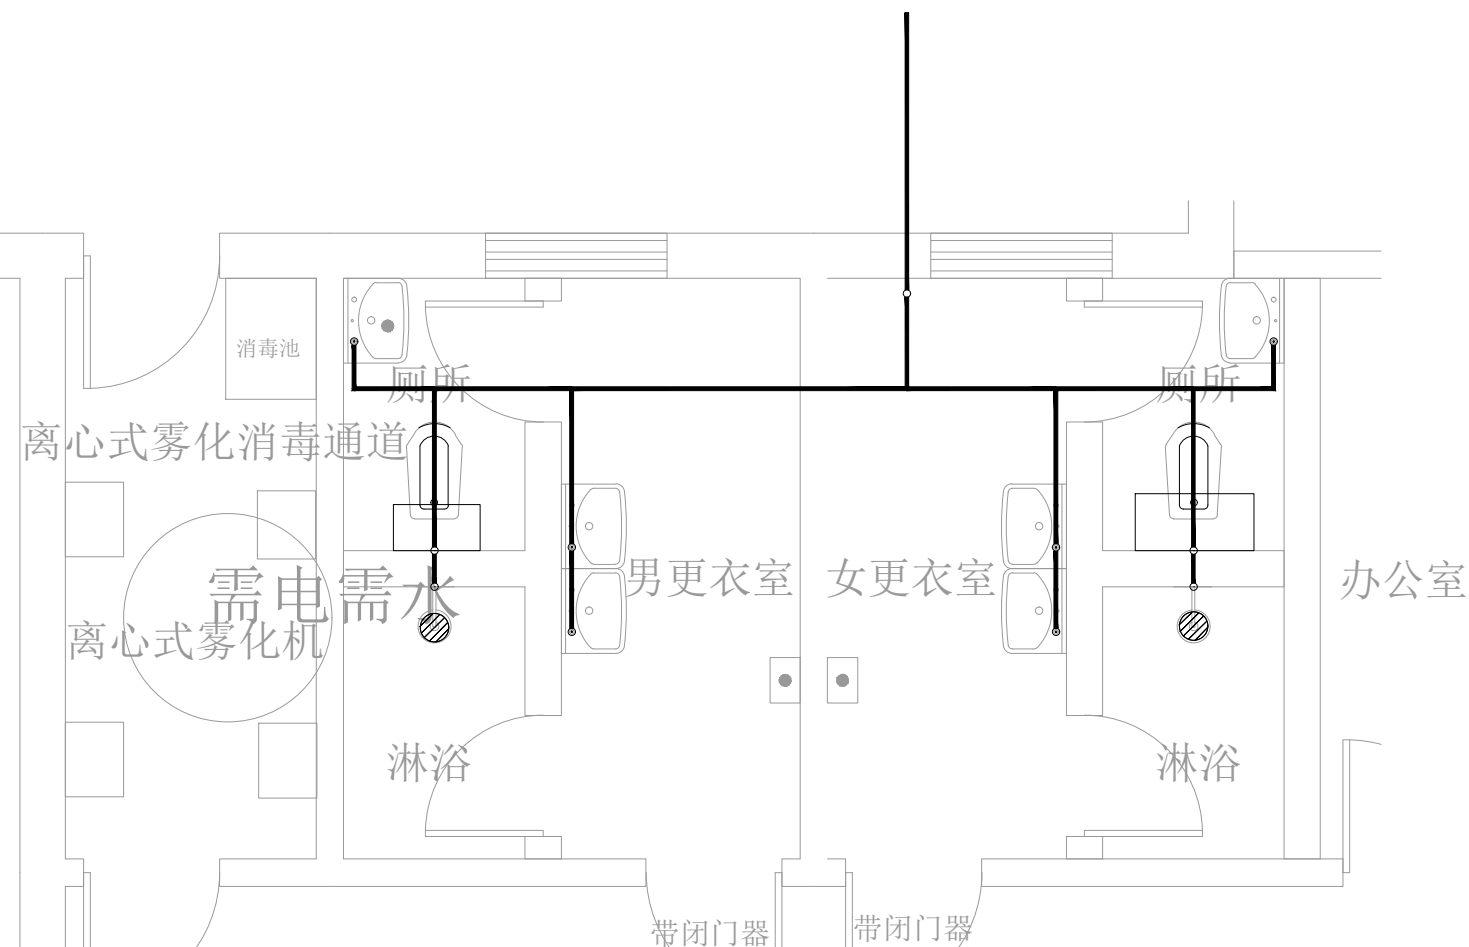 消毒池
厕所
厕所
离心式雾化消毒通道
需电需水
男更衣室
女更衣室
办公室
离心式雾化机
淋浴
淋浴
带闭门器
带闭门器